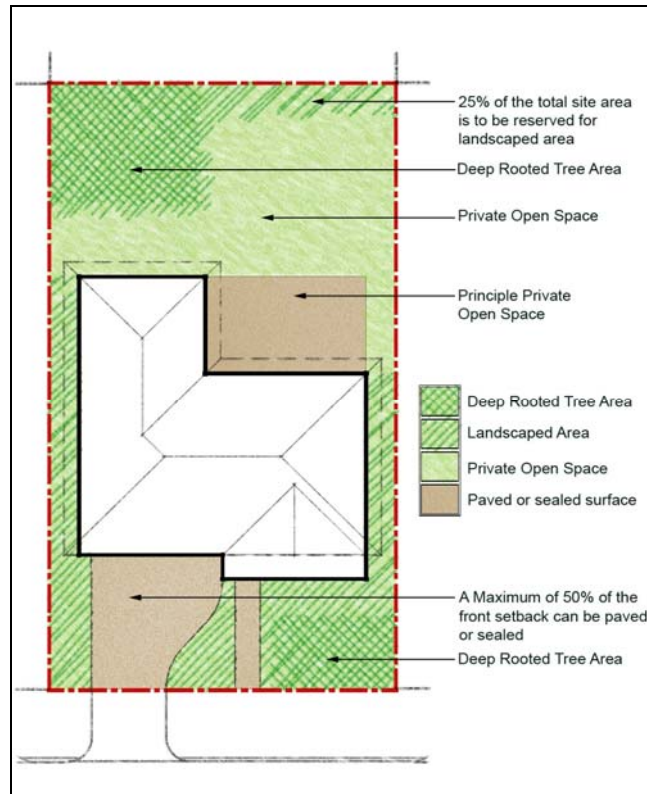 25% of the total site area
is to be reserved for
landscaped area
Deep Rooted Tree Area
Private Open Space
Principle Private
Open Space
Deep Rooted Tree Area
Landscaped Area
Private Open Space
Paved or sealed surface
A Maximum of 50% of the
front setback can be paved
or sealed
Deep Rooted Tree Area